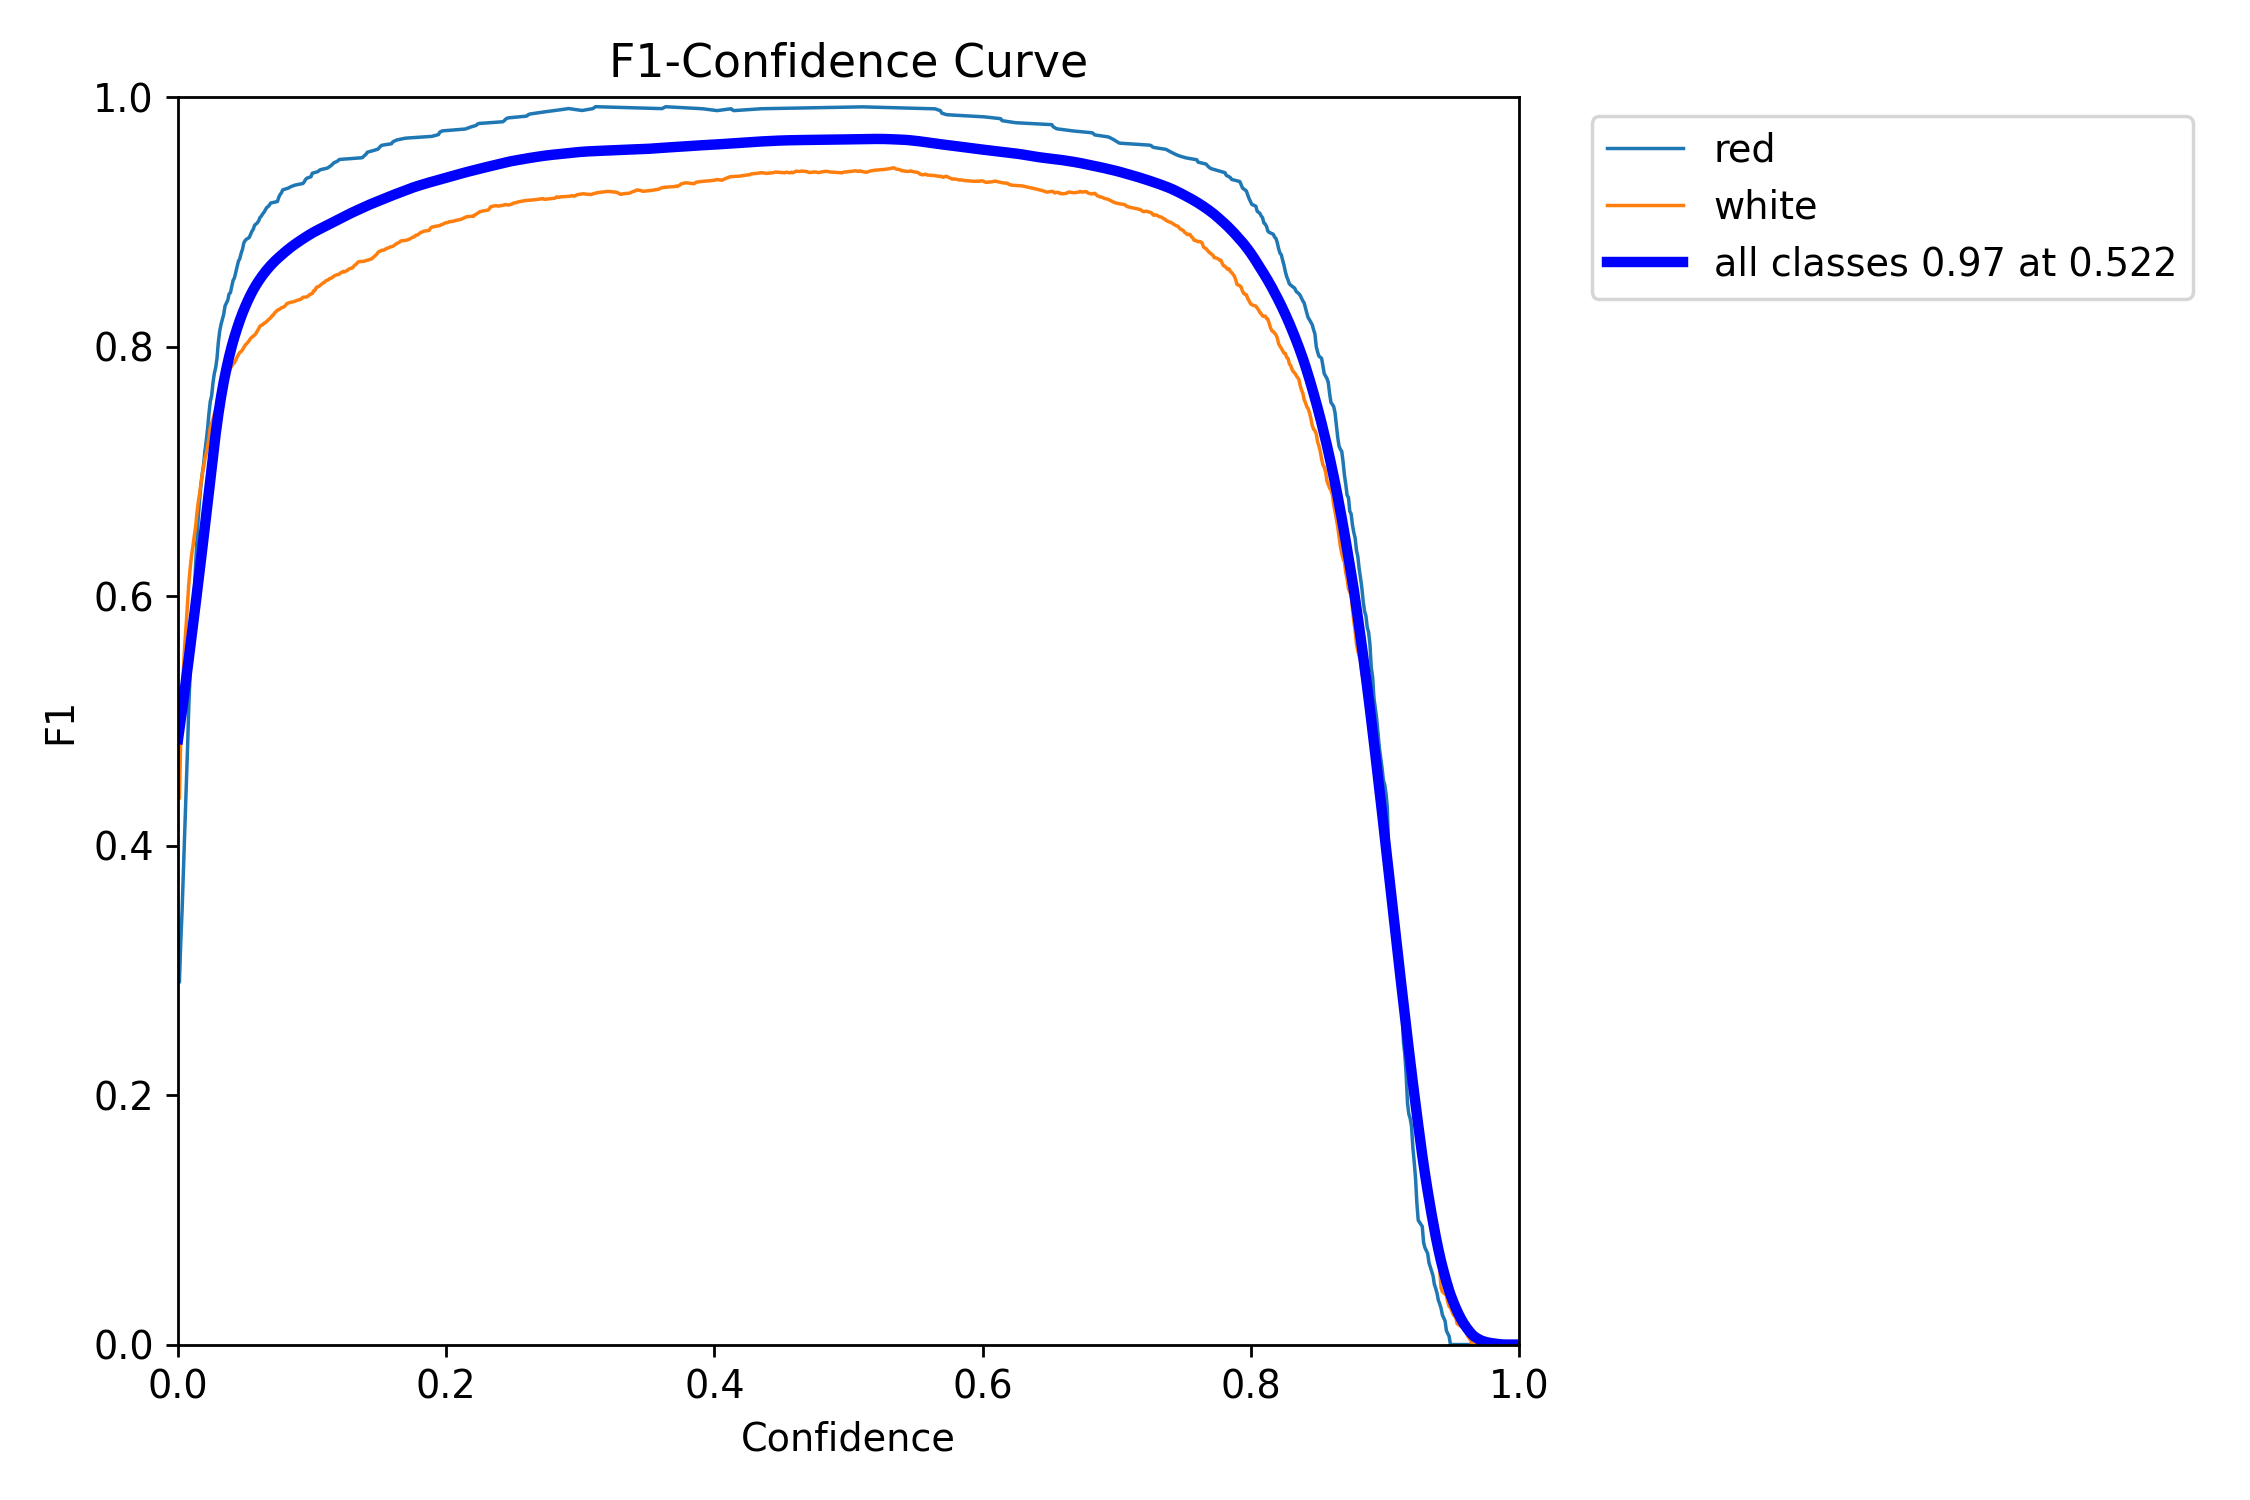 F1-Confidence Curve
1.0
0.8
0.6
0.4
0.2
0.0
F1
0.0 0.2 0.4 0.6 0.8 1.0
Confidence
red
white
all classes 0.97 at 0.522